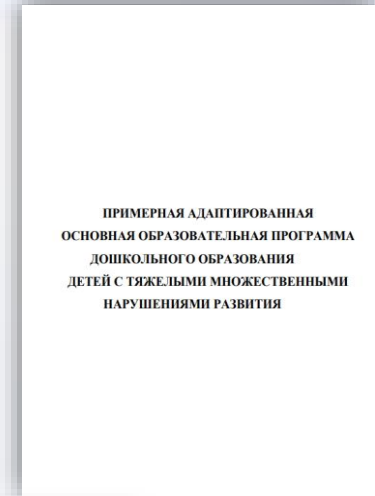 ПРИМЕРНАЯ АДАПТИРОВАННАЯ
ОСНОВНАЯ ОБРАЗОВАТЕЛЬНАЯ ПРОГРАММА
ДОШКОЛЬНОГО ОБРАЗОВАНИЯ
ДЕТЕЙ С ТЯЖЕЛЫМИ МНОЖЕСТВЕННЫМИ
НАРУШЕНИЯМИ РАЗВИТИЯ